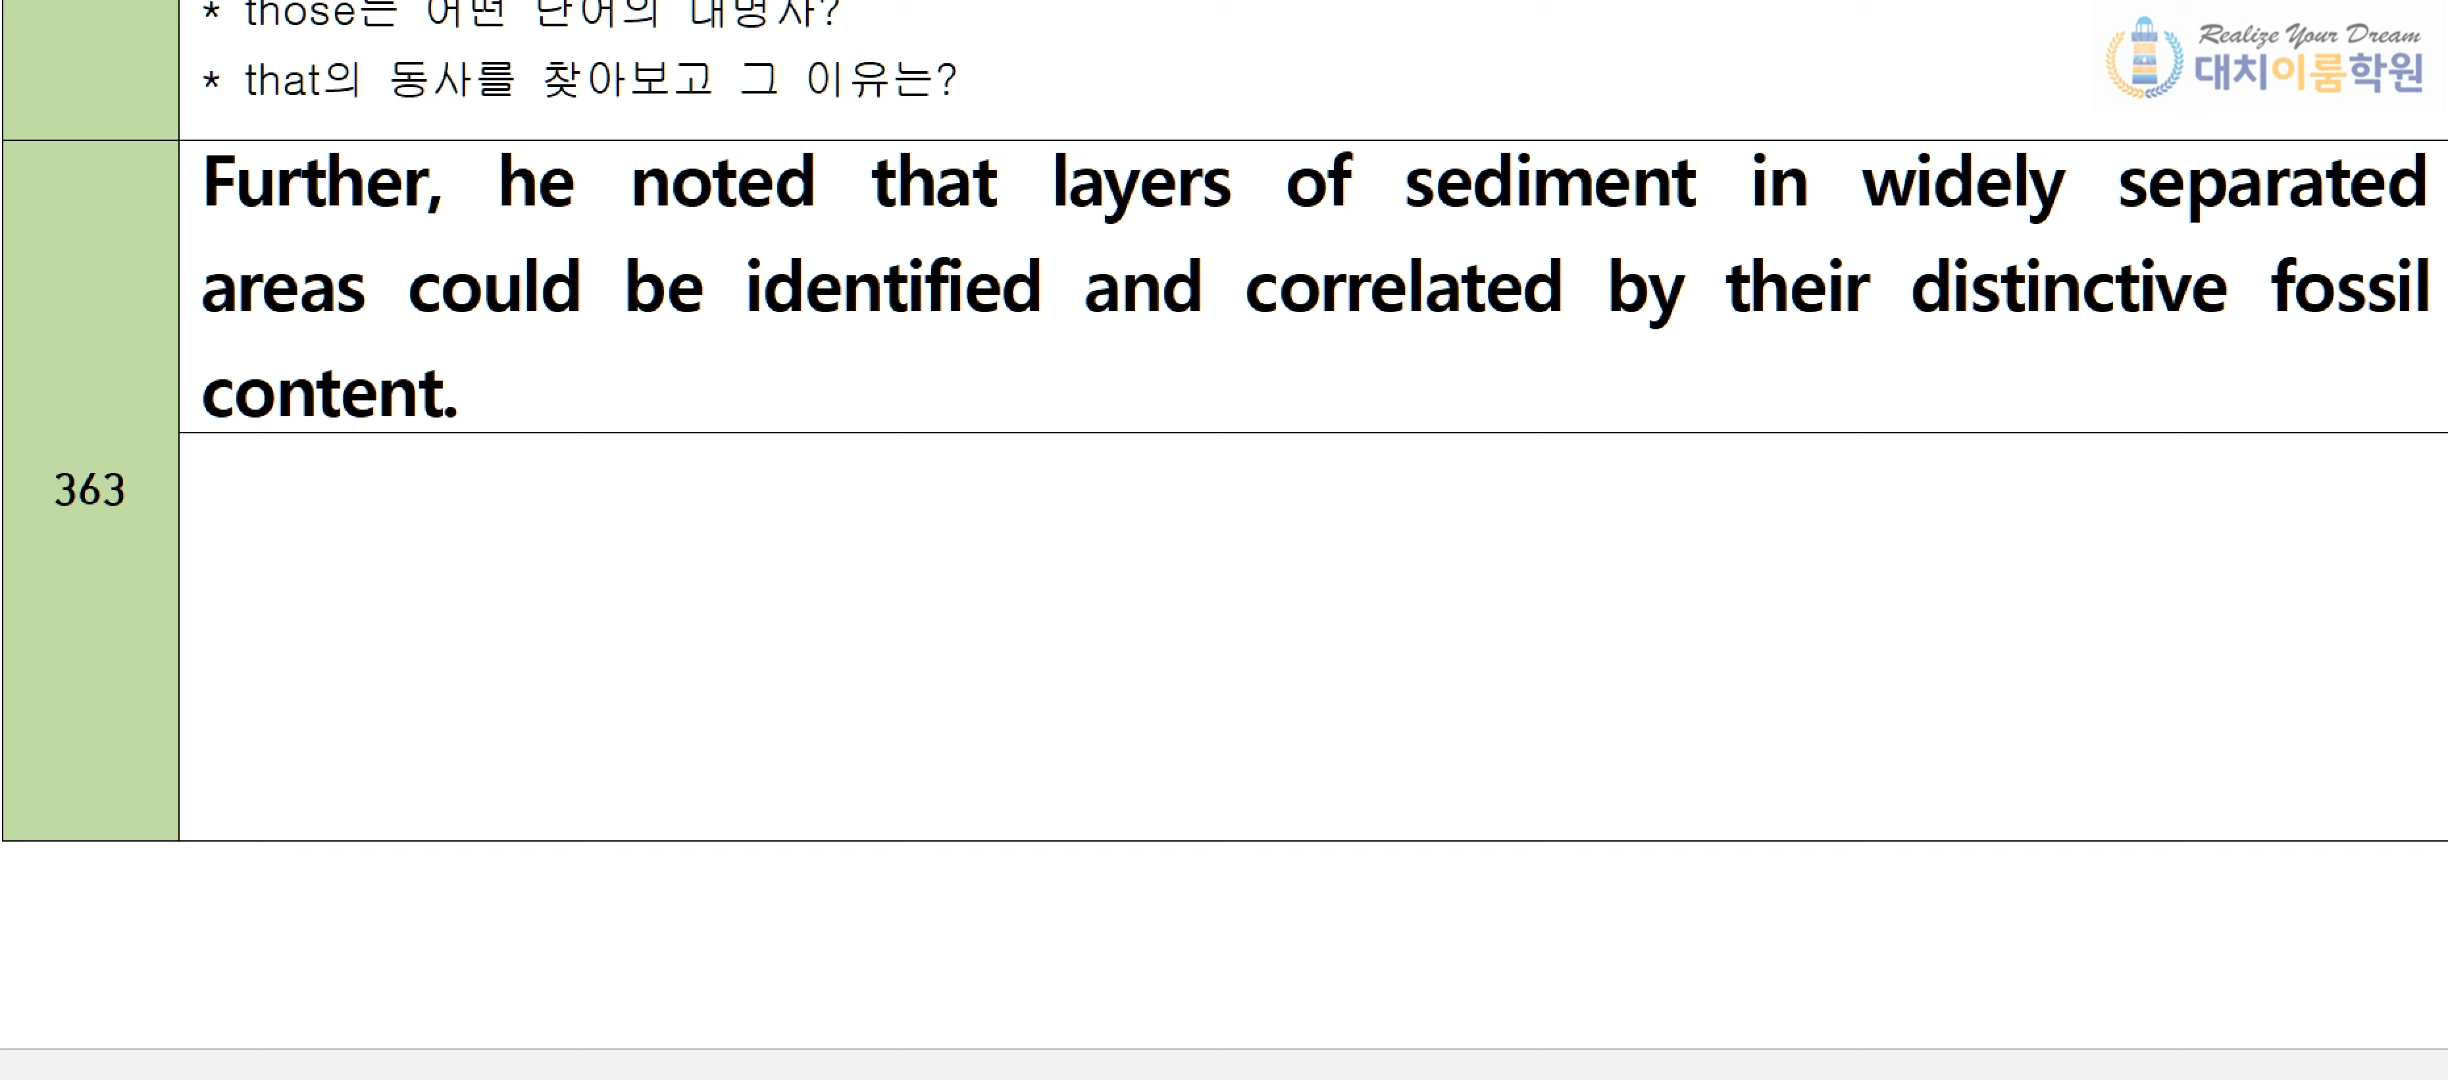 * those는 어떤 단어의 대명사?
* that의 동사를 찾아보고 그 이유는?
Realize Your Dream
대치이룸학원
Further, he noted that layers of sediment in widely separated
areas could be identified and correlated by their distinctive fossil
content.
363